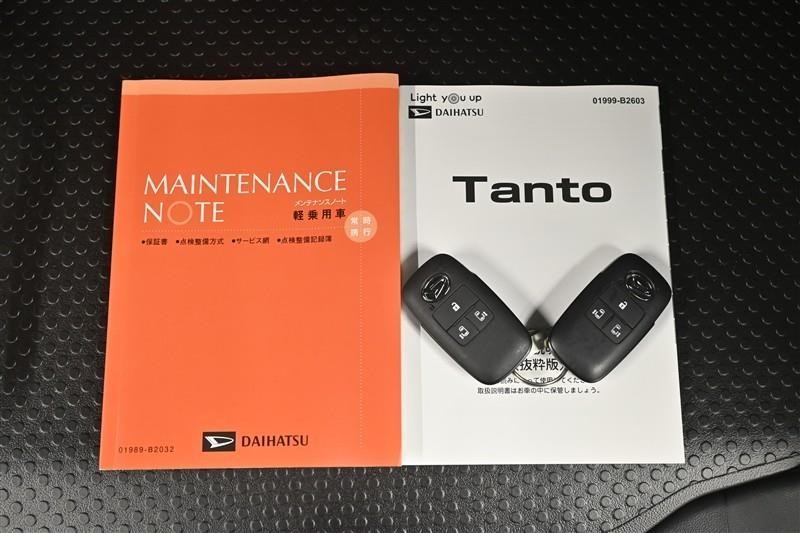 MAINTENANCE
NOTE
メンテナンスノート
軽乗用車
常時
携行
●保証書 ●点検整備方式 ●サービス網 ●点検整備記録簿
01989-B2032
DAIHATSU
Light you up
DAIHATSU
01999-B2603
Tanto
抜粋版
取扱説明書はお車の中に保管しましょう。